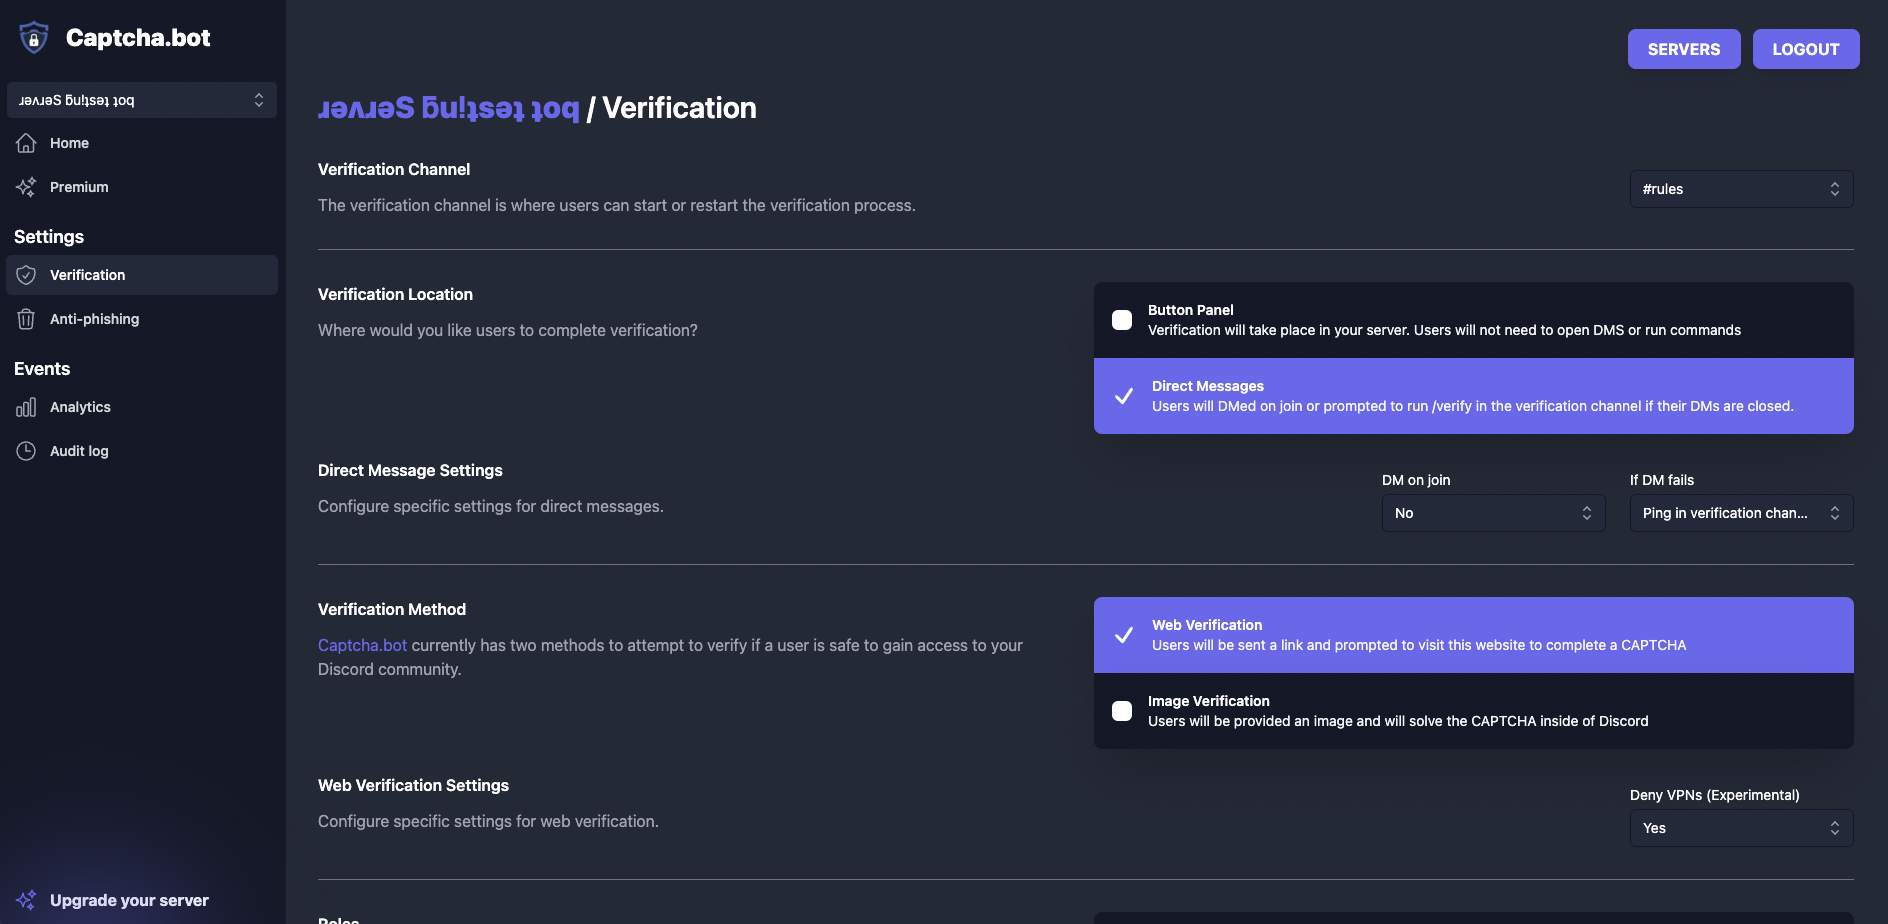 Captcha.bot
ɹǝʌɹǝS ƃu!ʇsǝʇ ʇoq
Home
Premium
Settings
Verification
Anti-phishing
Events
Analytics
Audit log
Upgrade your server
SERVERS
LOGOUT
ɹǝʌɹǝS ƃu!ʇsǝʇ ʇoq / Verification
Verification Channel
The verification channel is where users can start or restart the verification process.
#rules
Verification Location
Where would you like users to complete verification?
Button Panel
Verification will take place in your server. Users will not need to open DMS or run commands
Direct Messages
Users will DMed on join or prompted to run /verify in the verification channel if their DMs are closed.
Direct Message Settings
Configure specific settings for direct messages.
DM on join
No
If DM fails
Ping in verification chan...
Verification Method
Captcha.bot currently has two methods to attempt to verify if a user is safe to gain access to your
Discord community.
Web Verification
Users will be sent a link and prompted to visit this website to complete a CAPTCHA
Image Verification
Users will be provided an image and will solve the CAPTCHA inside of Discord
Web Verification Settings
Configure specific settings for web verification.
Deny VPNs (Experimental)
Yes
Roles